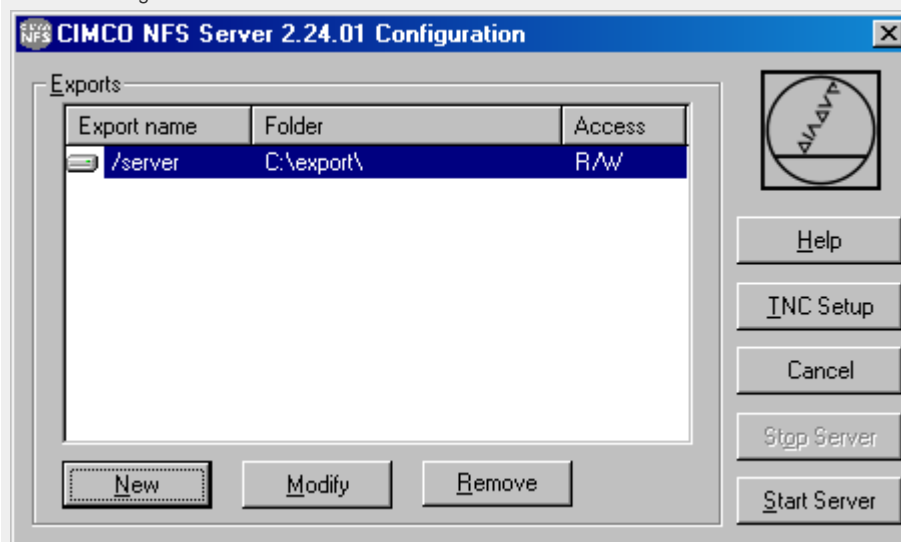 NFS CIMCO NFS Server 2.24.01 Configuration
Exports
Export name Folder Access
/server C:\export\ R/W
Help
TNC Setup
Cancel
Stop Server
Start Server
New Modify Remove